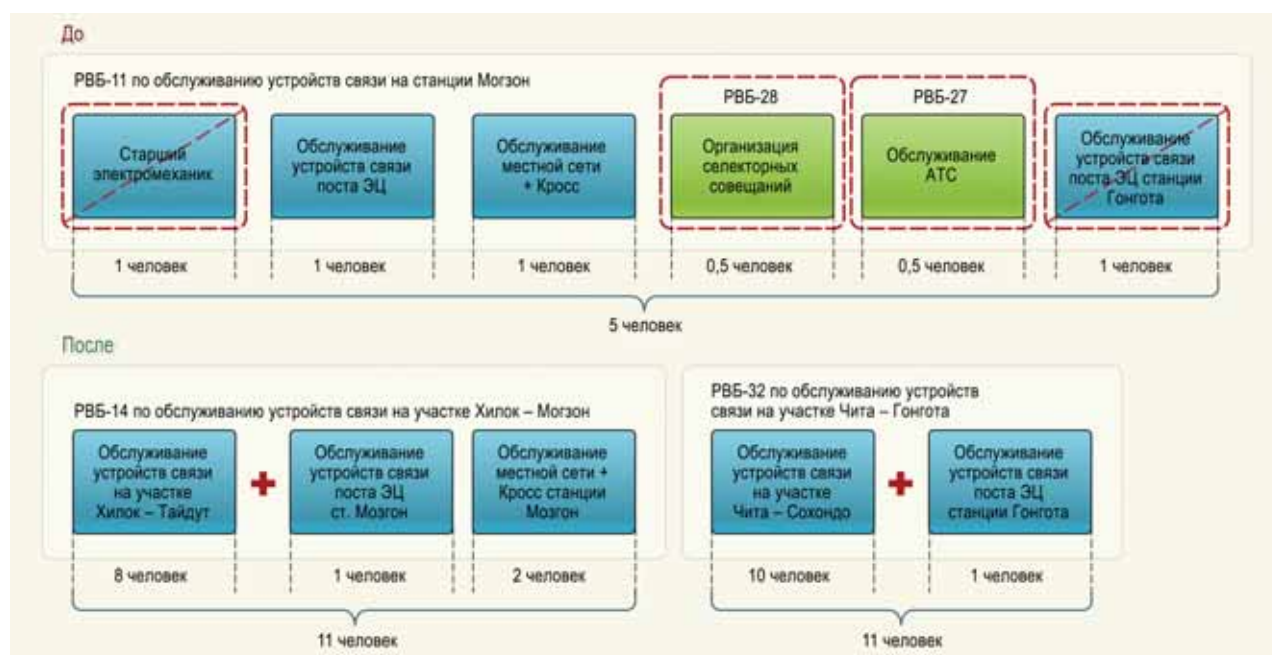 До
РВБ-11 по обслуживанию устройств связи на станции Могзон
РВБ-28
РВБ-27
Старший
электромеханик
Обслуживание
устройств связи
поста ЭЦ
Обслуживание
местной сети
+ Кросс
Организация
селекторных
совещаний
Обслуживание
АТС
Обслуживание
устройств связи
поста ЭЦ станции
Гонгота
1 человек
1 человек
1 человек
0,5 человек
0,5 человек
1 человек
5 человек
После
РВБ-14 по обслуживанию устройств связи на участке Хилок – Могзон
Обслуживание
устройств связи
на участке
Хилок – Тайдут
Обслуживание
устройств связи
поста ЭЦ
ст. Мозгон
Обслуживание
местной сети +
Кросс станции
Мозгон
8 человек
1 человек
2 человек
11 человек
РВБ-32 по обслуживанию устройств
связи на участке Чита – Гонгота
Обслуживание
устройств связи
на участке
Чита – Сохондо
Обслуживание
устройств связи
поста ЭЦ
станции Гонгота
10 человек
1 человек
11 человек